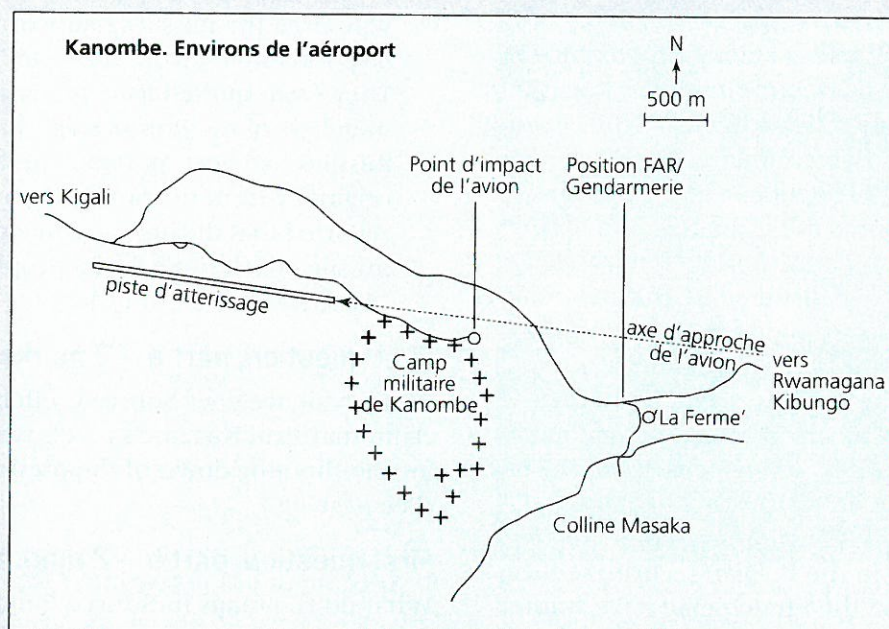 Kanombe. Environs de l'aéroport
N
500 m
Point d'impact
de l'avion
Position FAR/
Gendarmerie
vers Kigali
piste d'atterissage
axe d'approche
de l'avion
vers
Rwamagana
Kibungo
Camp
militaire
de Kanombe
'La Ferme'
Colline Masaka